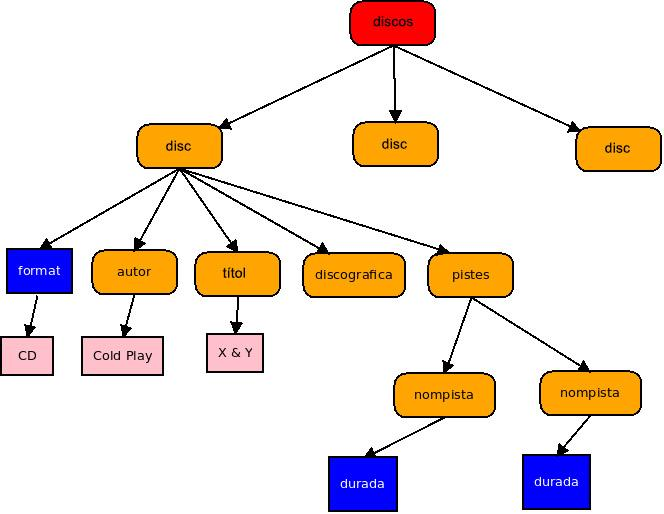 discos
disc
disc
disc
format
autor
títol
discografica
pistes
CD
Cold Play
X & Y
nompista
nompista
durada
durada